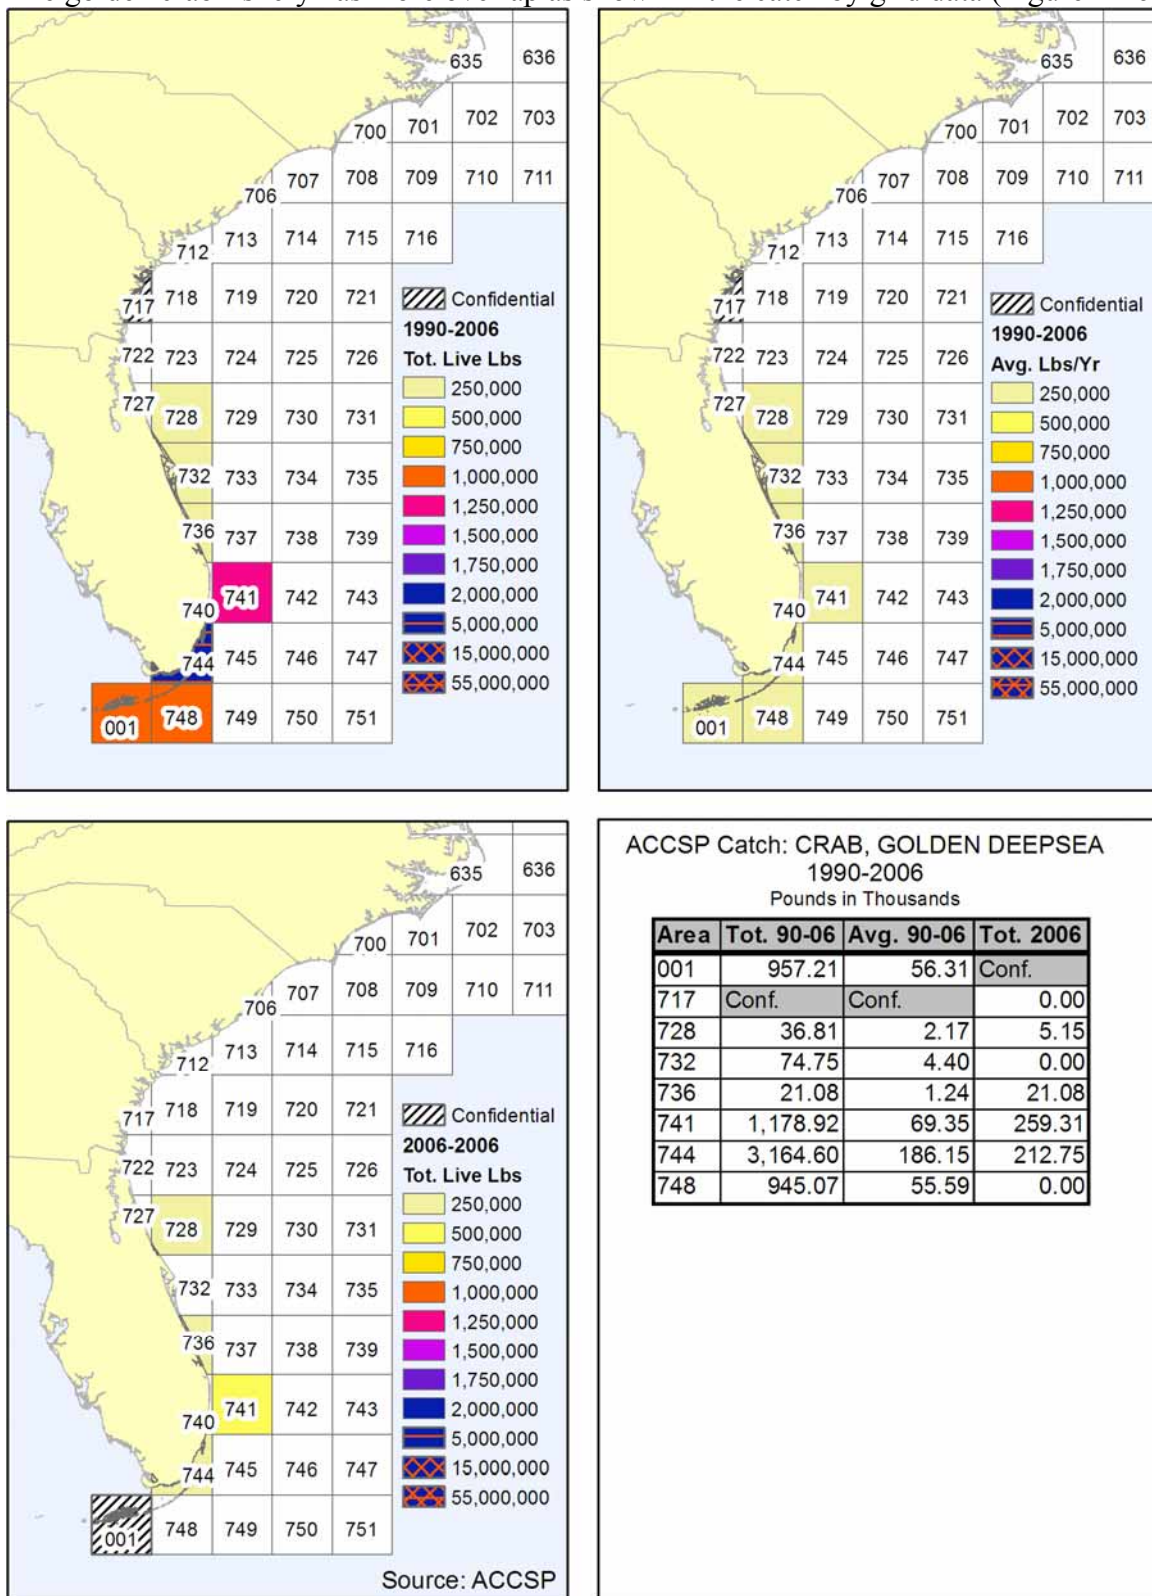 635 636
700 701 702 703
706 707 708 709 710 711
712 713 714 715 716
717 718 719 720 721
722 723 724 725 726
727 728 729 730 731
732 733 734 735
736 737 738 739
740 741 742 743
744 745 746 747
001 748 749 750 751
Confidential
1990-2006
Tot. Live Lbs
250,000
500,000
750,000
1,000,000
1,250,000
1,500,000
1,750,000
2,000,000
5,000,000
15,000,000
55,000,000
635 636
700 701 702 703
706 707 708 709 710 711
712 713 714 715 716
717 718 719 720 721
722 723 724 725 726
727 728 729 730 731
732 733 734 735
736 737 738 739
740 741 742 743
744 745 746 747
001 748 749 750 751
Confidential
1990-2006
Avg. Lbs/Yr
250,000
500,000
750,000
1,000,000
1,250,000
1,500,000
1,750,000
2,000,000
5,000,000
15,000,000
55,000,000
635 636
700 701 702 703
706 707 708 709 710 711
712 713 714 715 716
717 718 719 720 721
722 723 724 725 726
727 728 729 730 731
732 733 734 735
736 737 738 739
740 741 742 743
744 745 746 747
001 748 749 750 751
Confidential
2006-2006
Tot. Live Lbs
250,000
500,000
750,000
1,000,000
1,250,000
1,500,000
1,750,000
2,000,000
5,000,000
15,000,000
55,000,000
Source: ACCSP
ACCSP Catch: CRAB, GOLDEN DEEPSEA
1990-2006
Pounds in Thousands
Area Tot. 90-06 Avg. 90-06 Tot. 2006
001 957.21 56.31 Conf.
717 Conf. Conf. 0.00
728 36.81 2.17 5.15
732 74.75 4.40 0.00
736 21.08 1.24 21.08
741 1,178.92 69.35 259.31
744 3,164.60 186.15 212.75
748 945.07 55.59 0.00